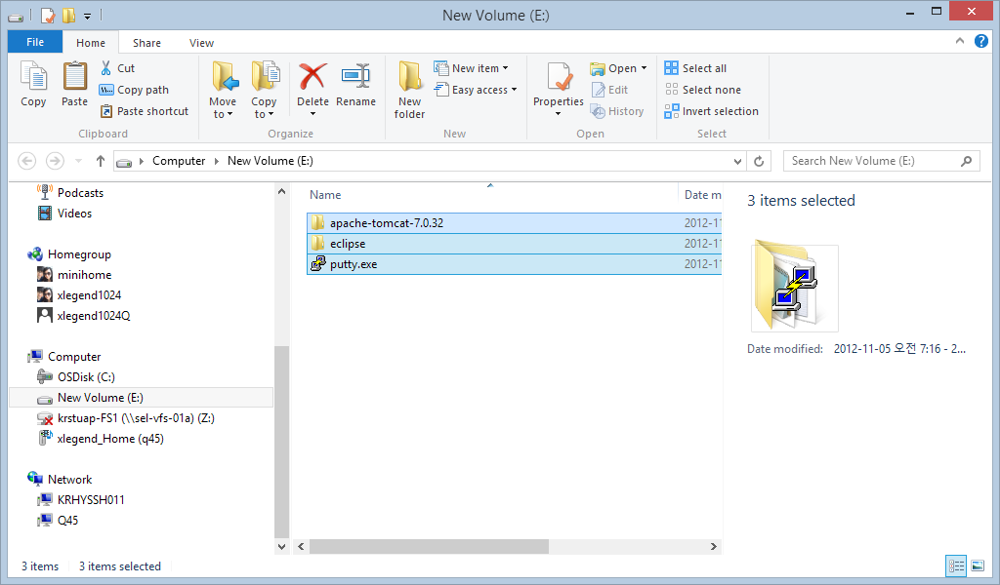 New Volume (E:)
File Home Share View
Copy Paste Cut Copy path Paste shortcut
Clipboard
Move to Copy to Delete Rename
Organize
New folder New item Easy access
New
Properties Open Edit History
Open
Select all Select none Invert selection
Select
Computer New Volume (E:) Search New Volume (E:)
Podcasts
Videos
Homegroup
minihome
xlegend1024
xlegend1024Q
Computer
OSDisk (C:)
New Volume (E:)
krstuap-FS1 (\\sel-vfs-01a) (Z:)
xlegend_Home (q45)
Network
KRHYSSH011
Q45
Name Date m
apache-tomcat-7.0.32 2012-11
eclipse 2012-11
putty.exe 2012-11
3 items selected
Date modified: 2012-11-05 오전 7:16 - 2...
3 items 3 items selected